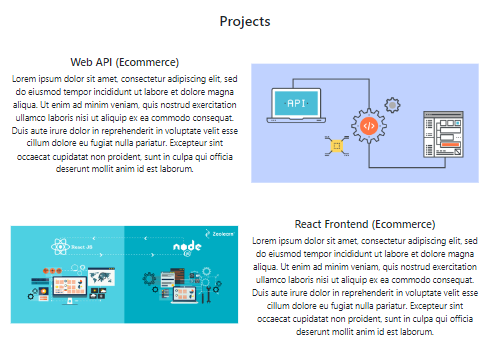 Projects
Web API (Ecommerce)
Lorem ipsum dolor sit amet, consectetur adipiscing elit, sed
do eiusmod tempor incididunt ut labore et dolore magna
aliqua. Ut enim ad minim veniam, quis nostrud exercitation
ullamco laboris nisi ut aliquip ex ea commodo consequat.
Duis aute irure dolor in reprehenderit in voluptate velit esse
cillum dolore eu fugiat nulla pariatur. Excepteur sint
occaecat cupidatat non proident, sunt in culpa qui officia
deserunt mollit anim id est laborum.
API
</>
React JS
node
JS
Zeolearn
React Frontend (Ecommerce)
Lorem ipsum dolor sit amet, consectetur adipiscing elit, sed
do eiusmod tempor incididunt ut labore et dolore magna
aliqua. Ut enim ad minim veniam, quis nostrud exercitation
ullamco laboris nisi ut aliquip ex ea commodo consequat.
Duis aute irure dolor in reprehenderit in voluptate velit esse
cillum dolore eu fugiat nulla pariatur. Excepteur sint
occaecat cupidatat non proident, sunt in culpa qui officia
deserunt mollit anim id est laborum.